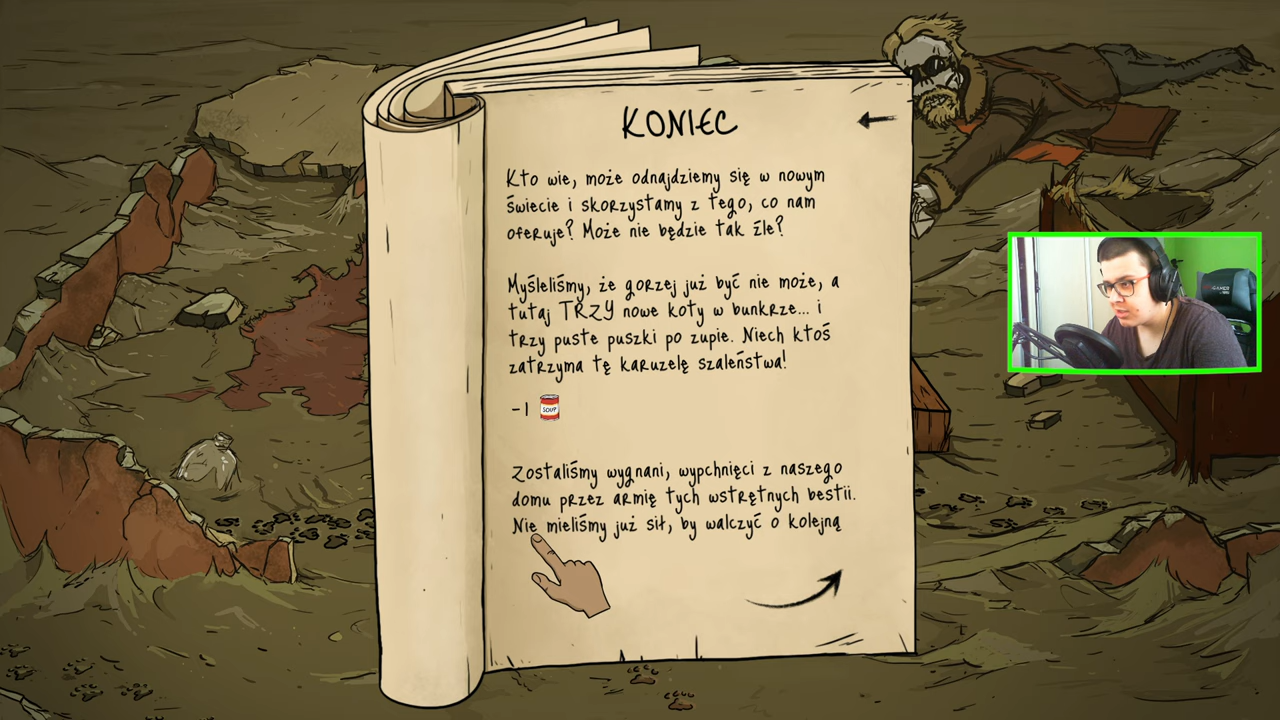 KONIEC
Kto wie, może odnajdziemy się w nowym
świecie i skorzystamy z tego, co nam
oferuje? Może nie będzie tak źle?
Myśleliśmy, że gorzej już być nie może, a
tutaj TRZY nowe koty w bunkrze... i
trzy puste puszki po zupie. Niech ktoś
zatrzyma tę karuzelę szaleństwa!
-1 SOUP
Zostaliśmy wygnani, wypchnięci z naszego
domu przez armię tych wstrętnych bestii.
Nie mieliśmy już sił, by walczyć o kolejną